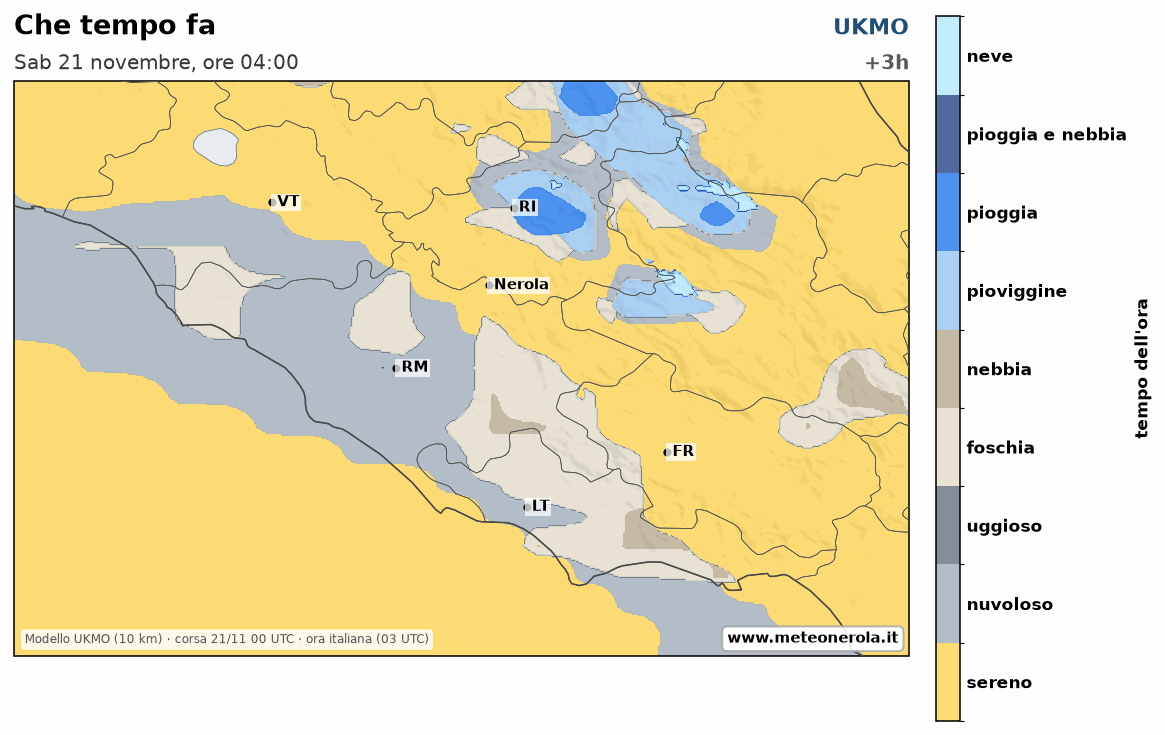 Che tempo fa
UKMO
Sab 21 novembre, ore 04:00
+3h
neve
pioggia e nebbia
pioggia
pioviggine
nebbia
foschia
uggioso
nuvoloso
sereno
tempo dell'ora
VT
RI
Nerola
RM
FR
LT
Modello UKMO (10 km) · corsa 21/11 00 UTC · ora italiana (03 UTC)
www.meteonerola.it